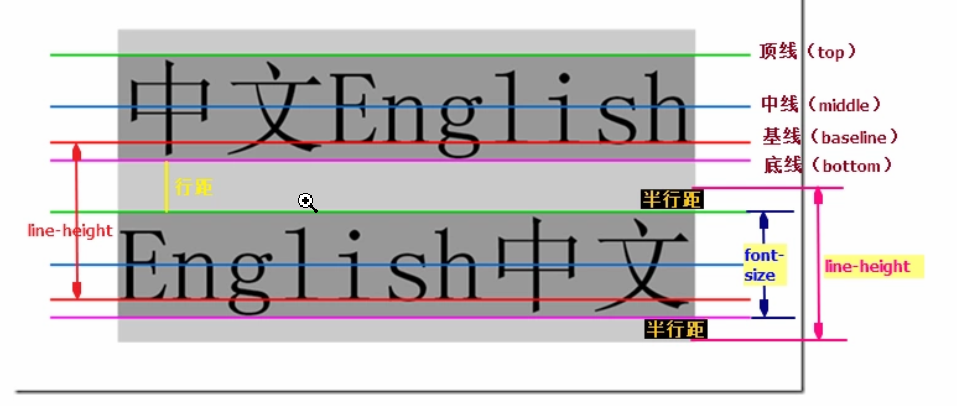 顶线（top）
中文English
中线（middle）
基线（baseline）
底线（bottom）
行距
半行距
line-height
English中文
font-
size
line-height
半行距